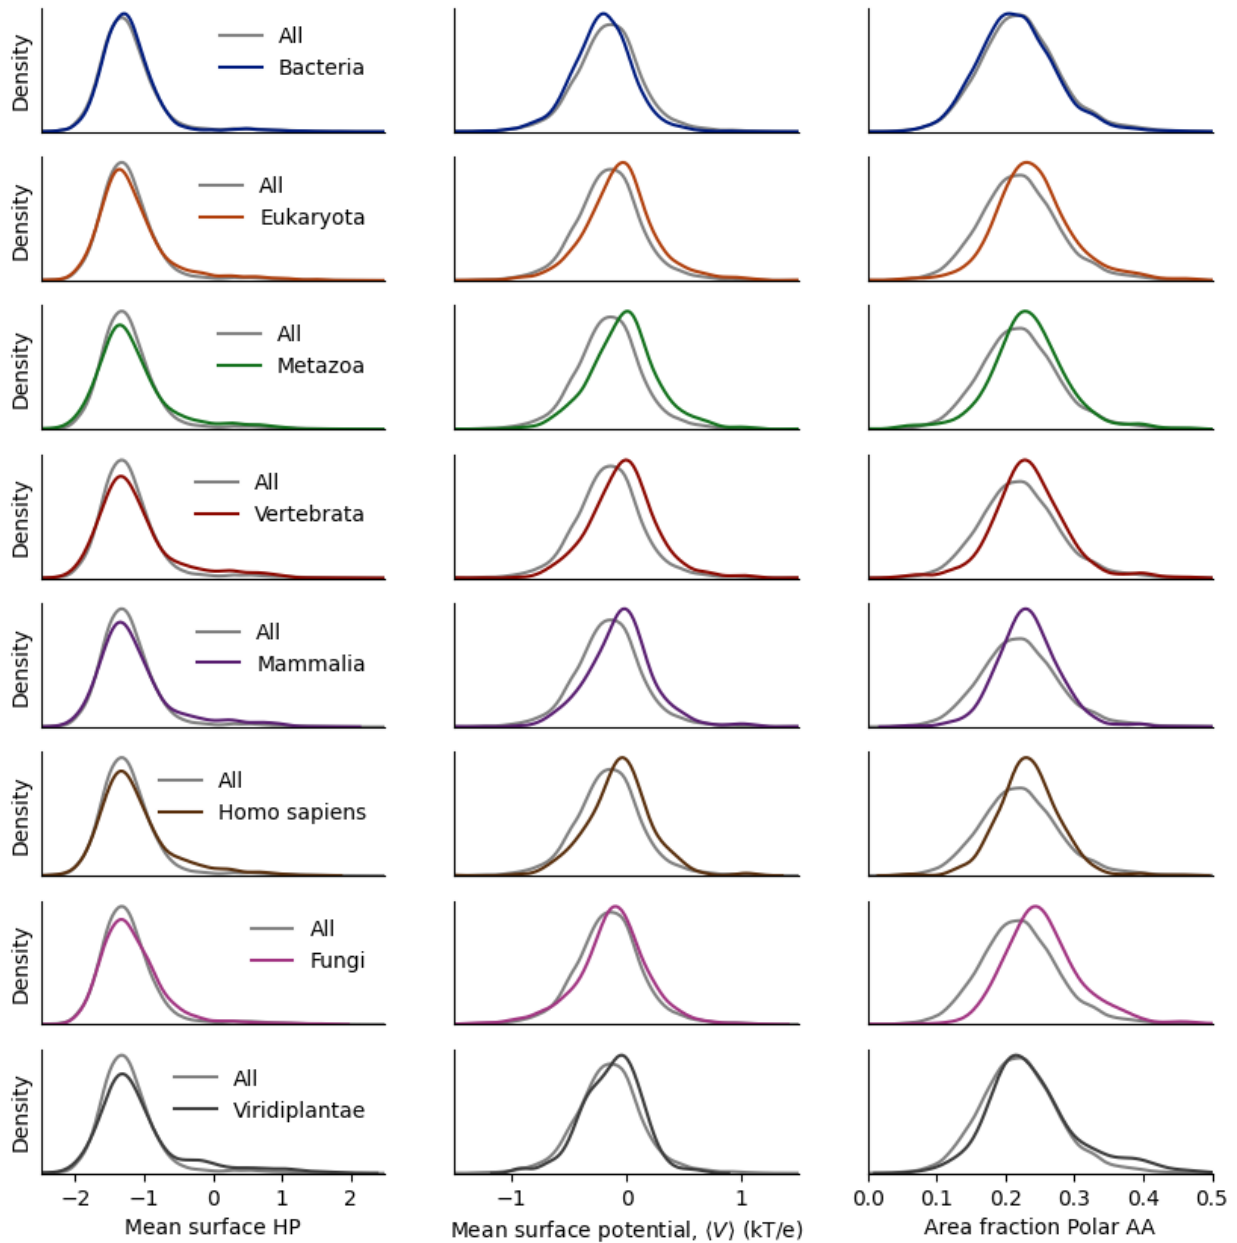 Density
All
Bacteria
Density
All
Eukaryota
Density
All
Metazoa
Density
All
Vertebrata
Density
All
Mammalia
Density
All
Homo sapiens
Density
All
Fungi
Density
All
Viridiplantae
−2 −1 0 1 2
−1 0 1
0.0 0.1 0.2 0.3 0.4 0.5
Mean surface HP
Mean surface potential, ⟨V⟩ (kT/e)
Area fraction Polar AA